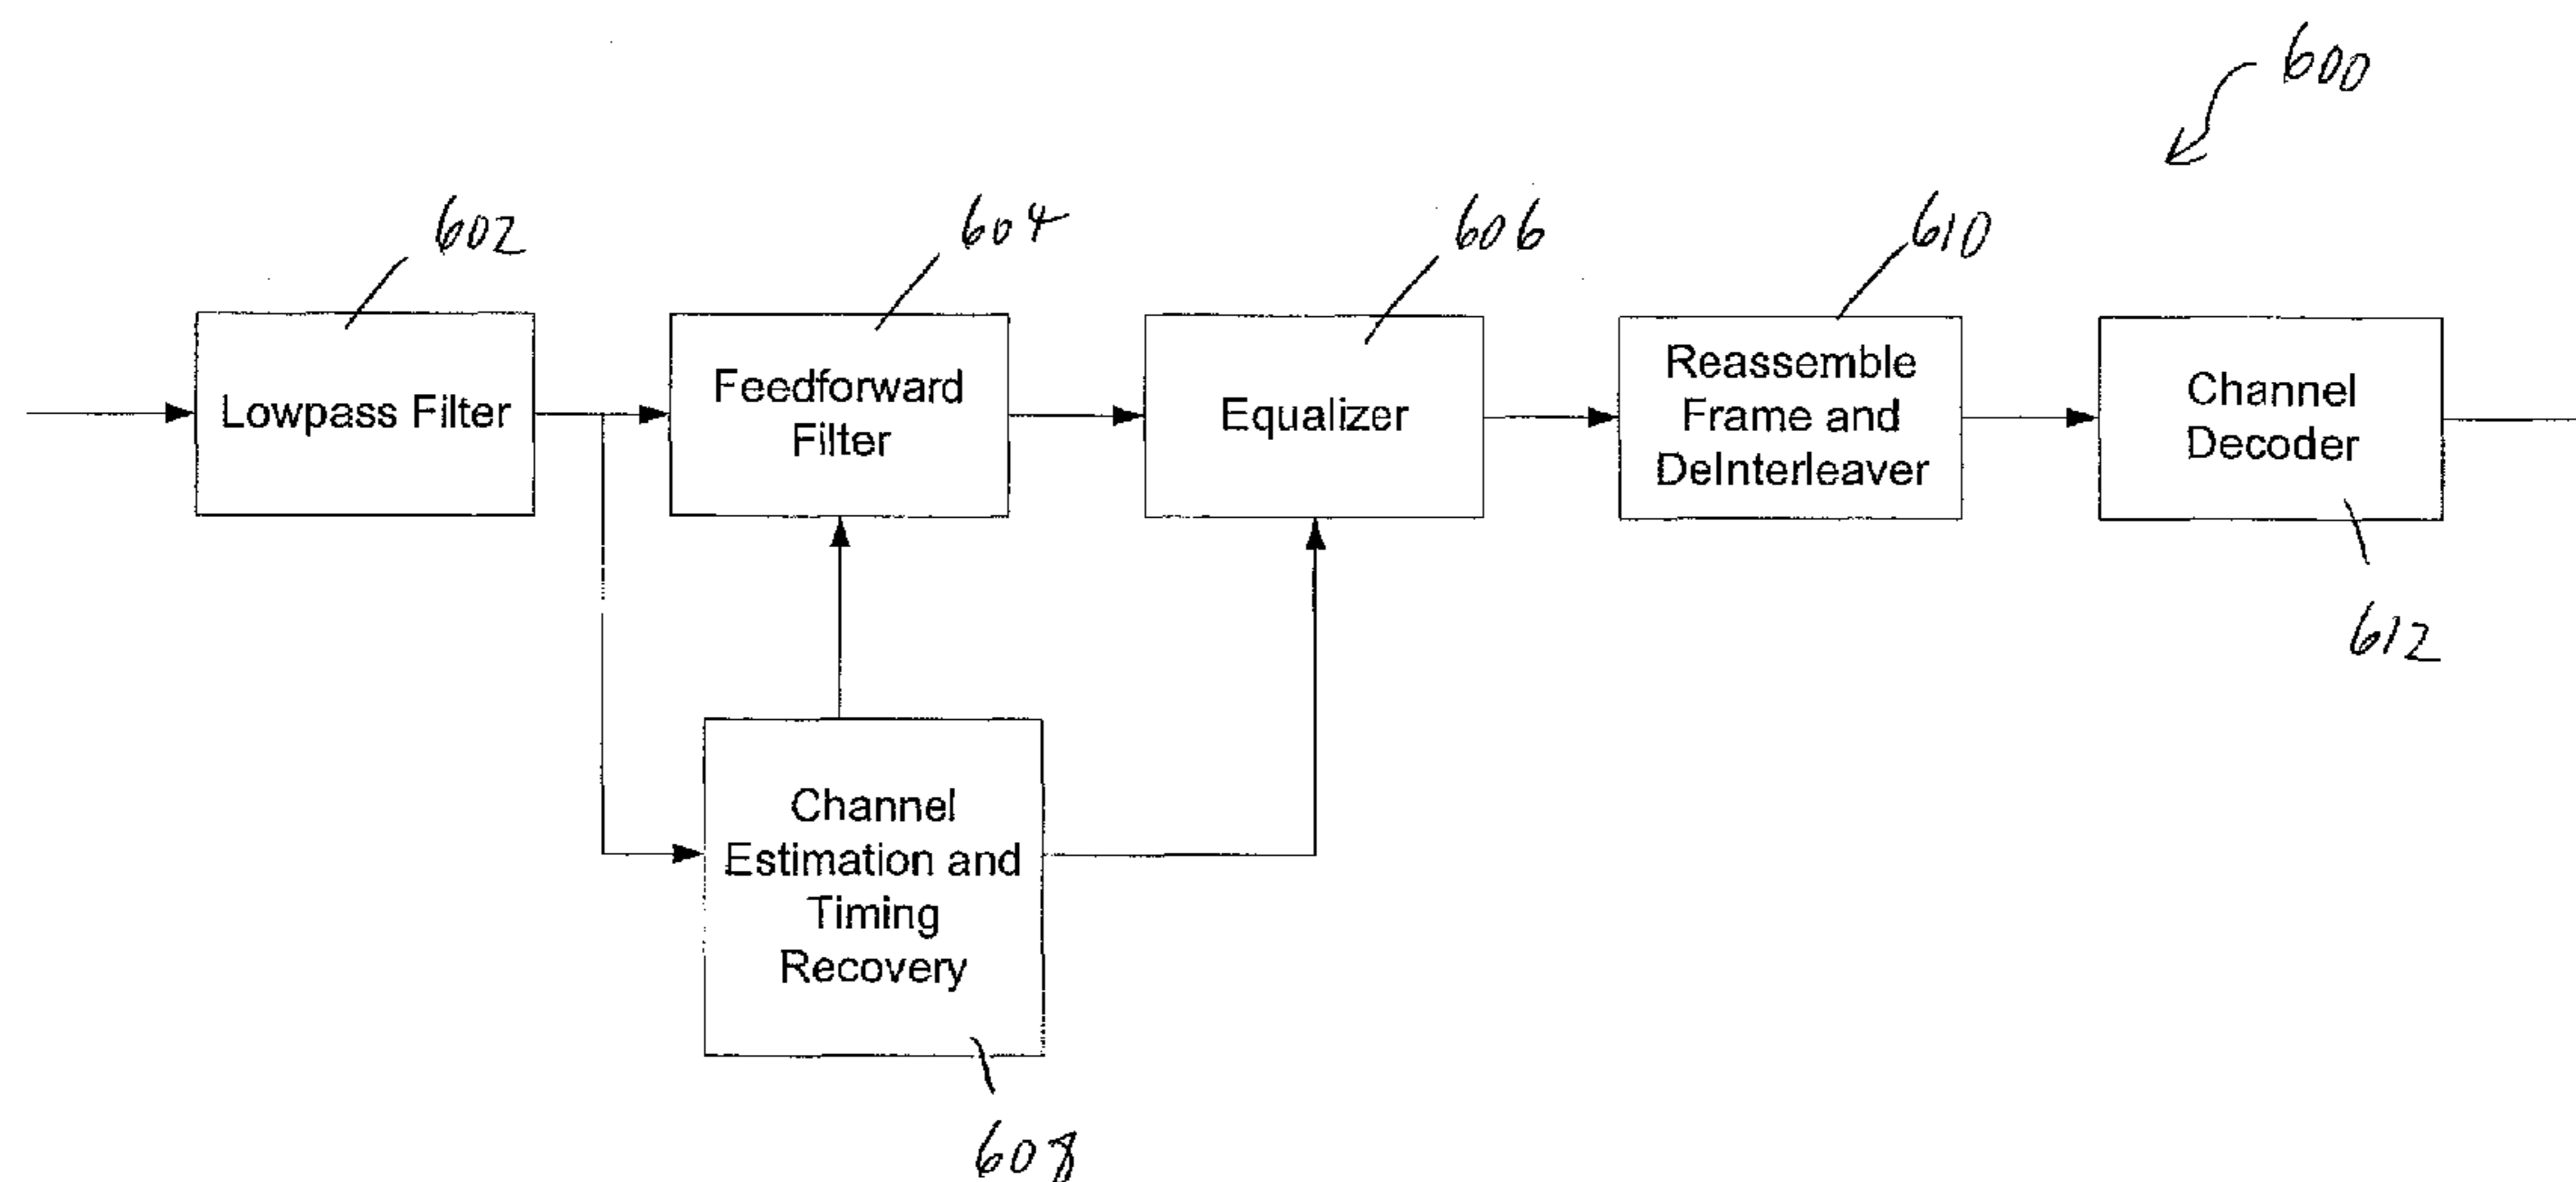 600
602
604
606
610
Lowpass Filter
Feedforward
Filter
Equalizer
Reassemble
Frame and
DeInterleaver
Channel
Decoder
612
Channel
Estimation and
Timing
Recovery
608